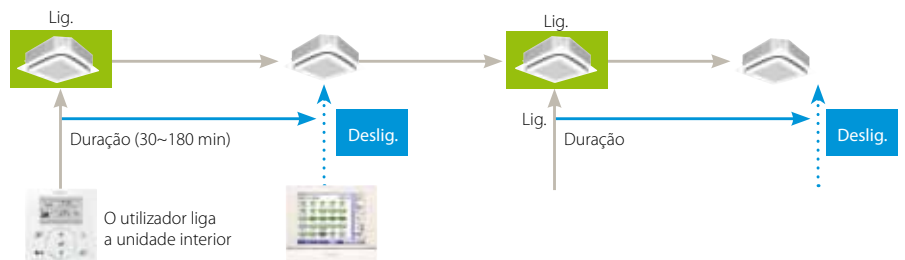 Lig.
Lig.
Duração (30~180 min)
Deslig.
Lig.
Duração
Deslig.
O utilizador liga
a unidade interior